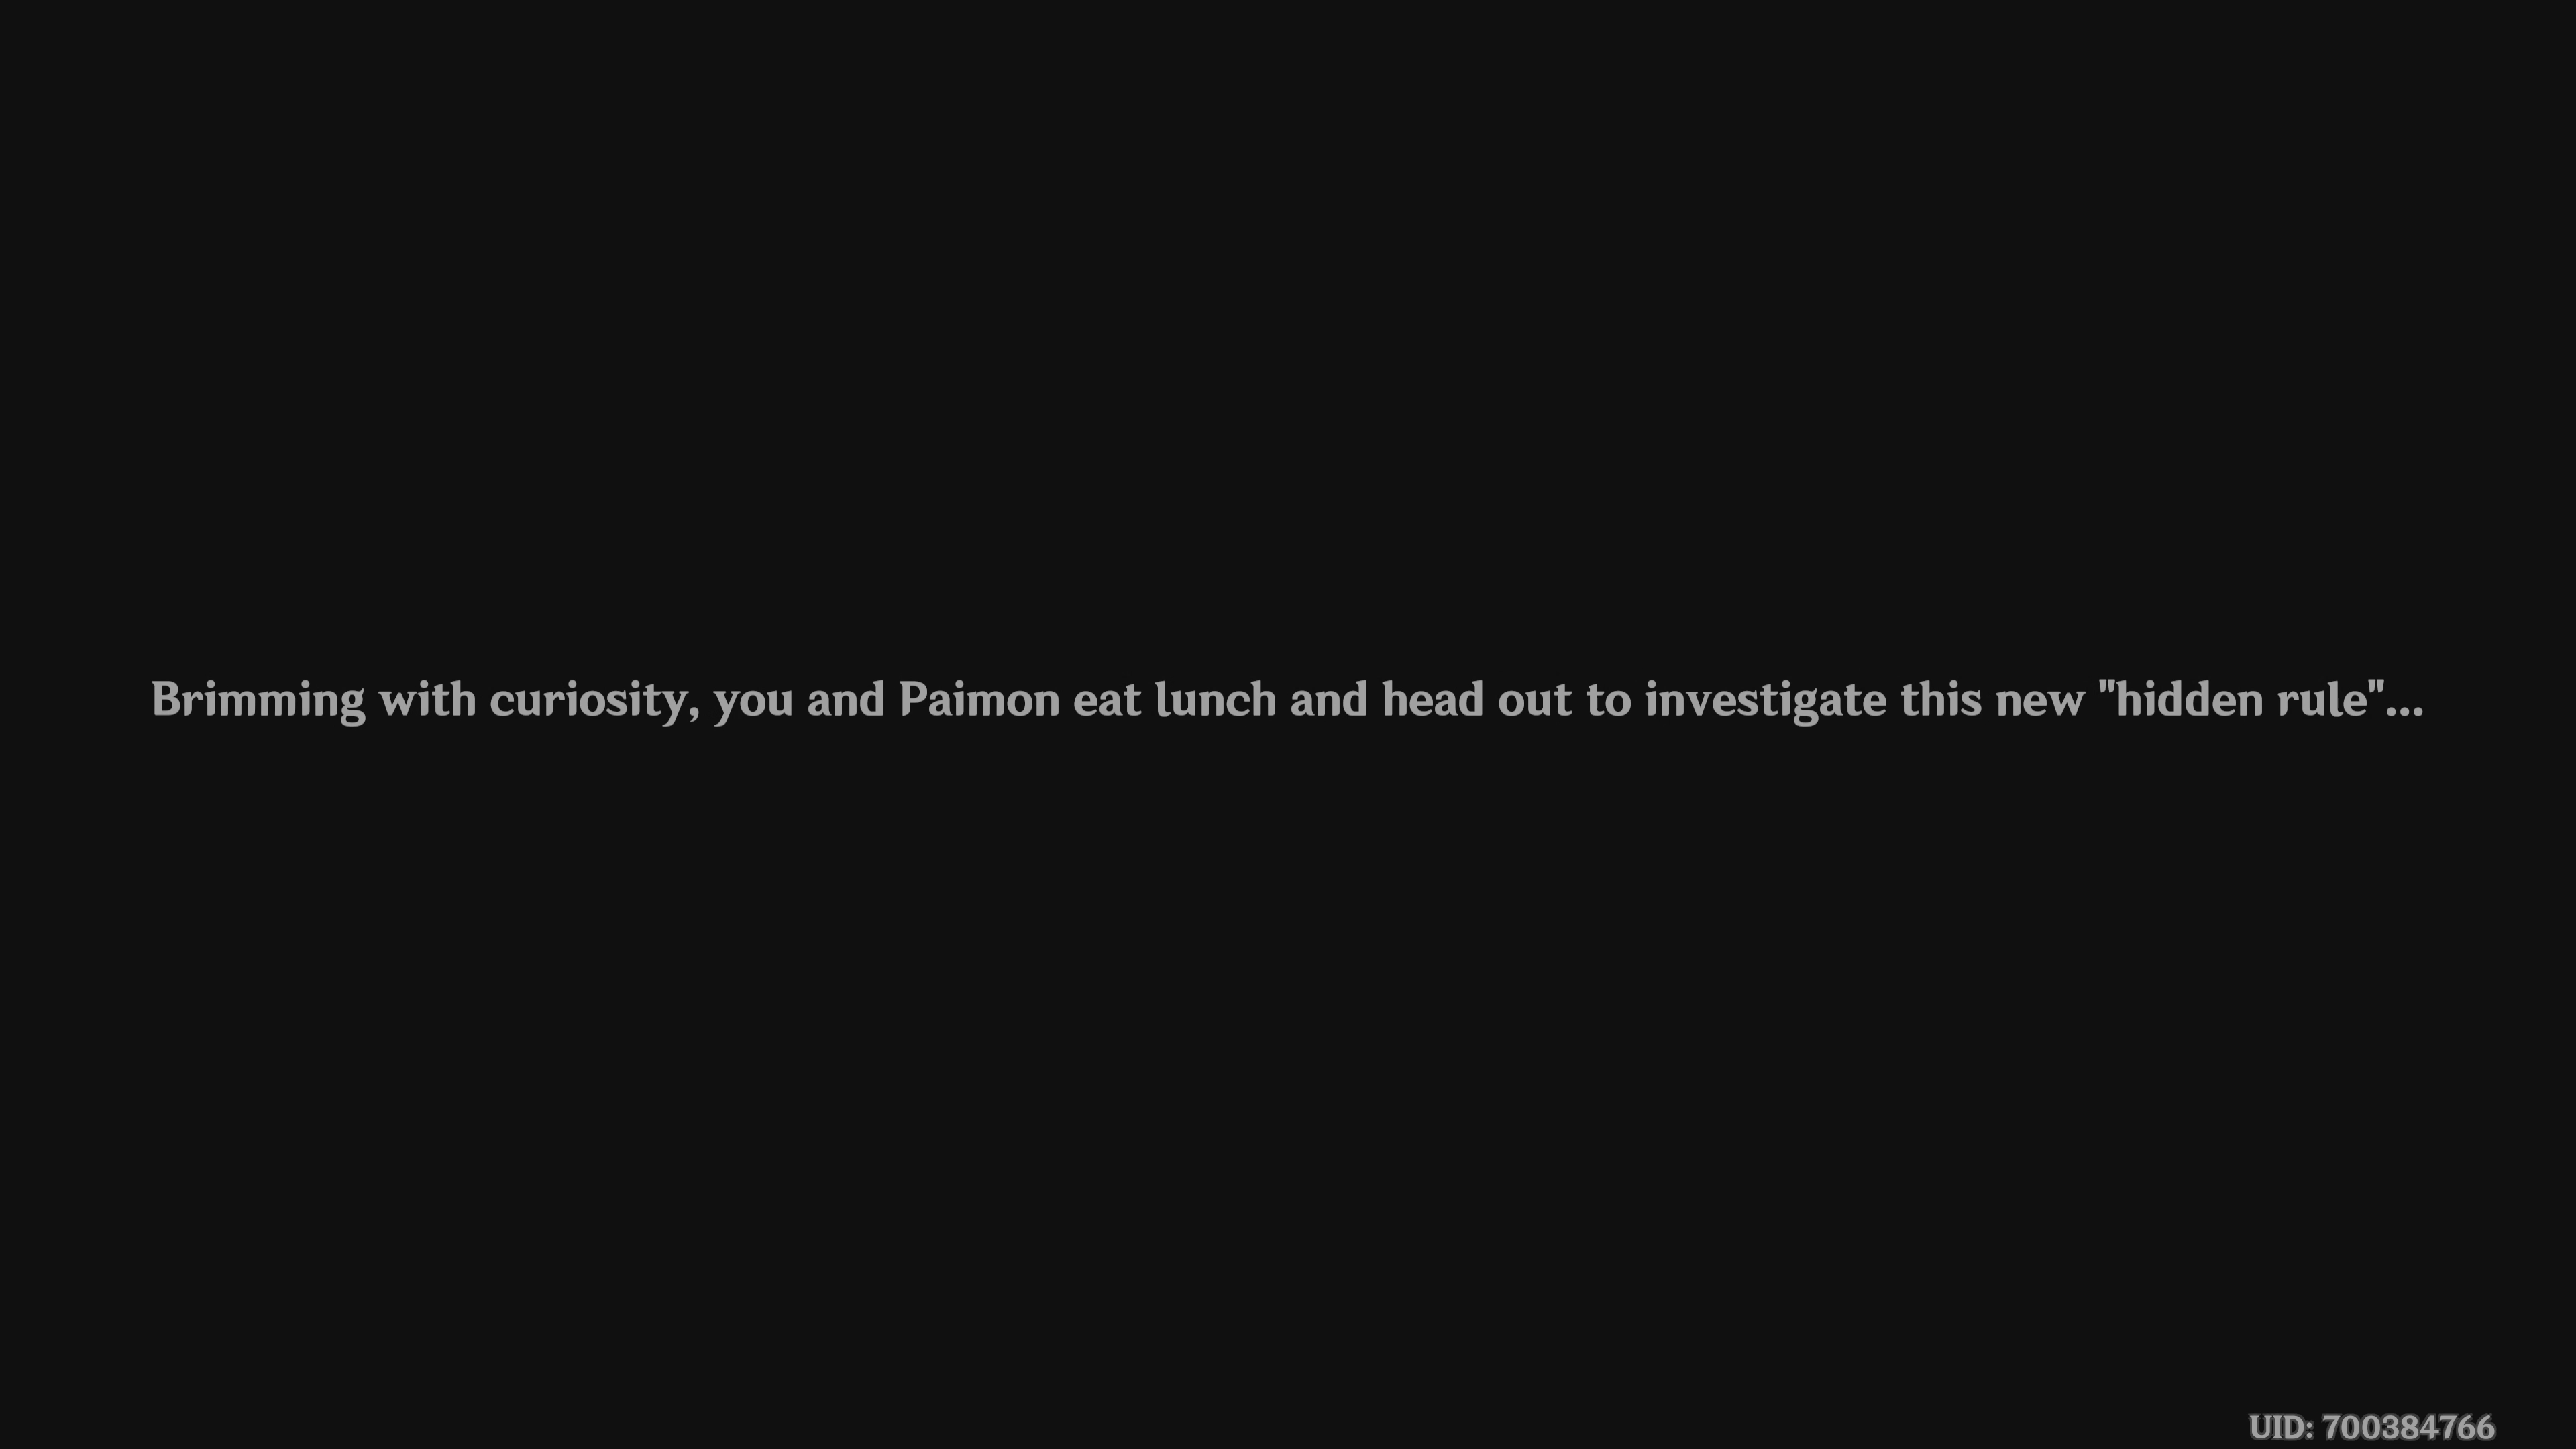 Brimming with curiosity, you and Paimon eat lunch and head out to investigate this new "hidden rule"...
UID: 700384766